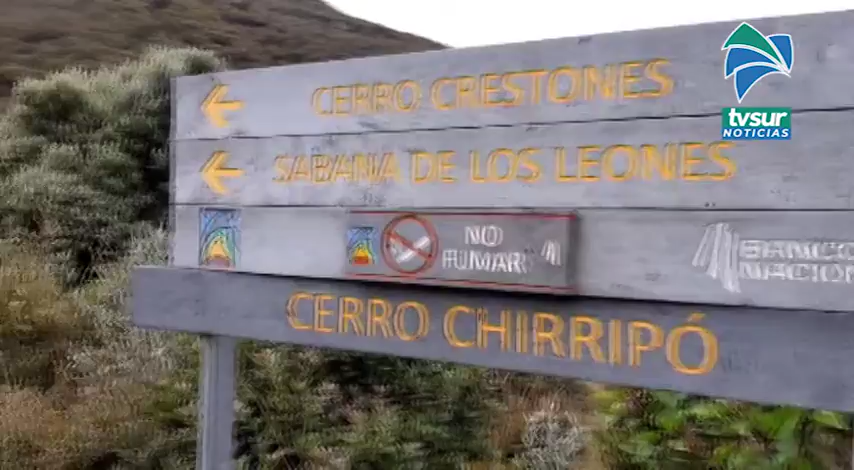 tvsur
NOTICIAS
CERRO CRESTONES
SABANA DE LOS LEONES
NO
FUMAR
BANCO
NACION
CERRO CHIRRIPÓ